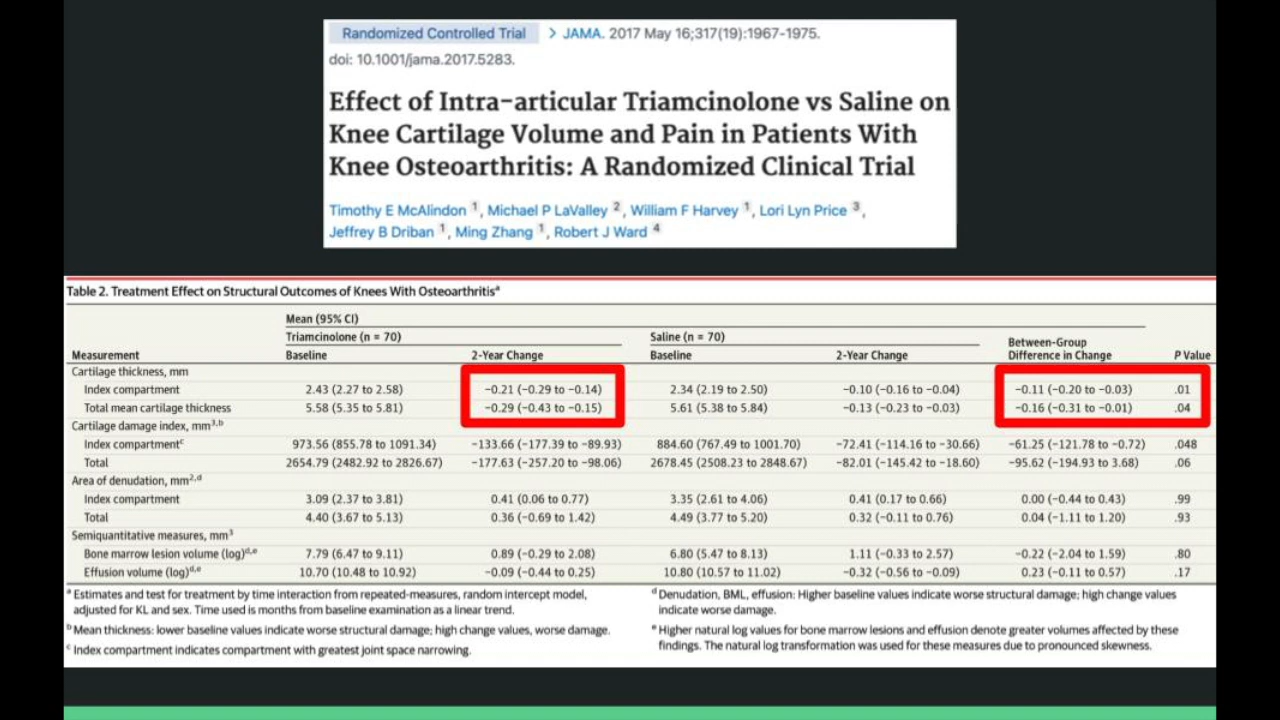 Randomized Controlled Trial > JAMA. 2017 May 16;317(19):1967-1975.
doi: 10.1001/jama.2017.5283.
Effect of Intra-articular Triamcinolone vs Saline on
Knee Cartilage Volume and Pain in Patients With
Knee Osteoarthritis: A Randomized Clinical Trial
Timothy E McAlindon 1, Michael P LaValley 2, William F Harvey 1, Lori Lyn Price 3,
Jeffrey B Driban 1, Ming Zhang 1, Robert J Ward 4
Table 2. Treatment Effect on Structural Outcomes of Knees With Osteoarthritis a
Mean (95% CI)
Triamcinolone (n = 70) Saline (n = 70) Between-Group
Measurement Baseline 2-Year Change Baseline 2-Year Change Difference in Change P Value
Cartilage thickness, mm
Index compartment 2.43 (2.27 to 2.58) −0.21 (−0.29 to −0.14) 2.34 (2.19 to 2.50) −0.10 (−0.16 to −0.04) −0.11 (−0.20 to −0.03) .01
Total mean cartilage thickness 5.58 (5.35 to 5.81) −0.29 (−0.43 to −0.15) 5.61 (5.38 to 5.84) −0.13 (−0.23 to −0.03) −0.16 (−0.31 to −0.01) .04
Cartilage damage index, mm3,b
Index compartment c 973.56 (855.78 to 1091.34) −133.66 (−177.39 to −89.93) 884.60 (767.49 to 1001.70) −72.41 (−114.16 to −30.66) −61.25 (−121.78 to −0.72) .048
Total 2654.79 (2482.92 to 2826.67) −177.63 (−257.20 to −98.06) 2678.45 (2508.23 to 2848.67) −82.01 (−145.42 to −18.60) −95.62 (−194.93 to 3.68) .06
Area of denudation, mm2,d
Index compartment 3.09 (2.37 to 3.81) 0.41 (0.06 to 0.77) 3.35 (2.61 to 4.06) 0.41 (0.17 to 0.66) 0.00 (−0.44 to 0.43) .99
Total 4.40 (3.67 to 5.13) 0.36 (−0.69 to 1.42) 4.49 (3.77 to 5.20) 0.32 (−0.11 to 0.76) 0.04 (−1.11 to 1.20) .93
Semiquantitative measures, mm3
Bone marrow lesion volume (log)d,e 7.79 (6.47 to 9.11) 0.89 (−0.29 to 2.08) 6.80 (5.47 to 8.13) 1.11 (−0.33 to 2.57) −0.22 (−2.04 to 1.59) .80
Effusion volume (log)d,e 10.70 (10.48 to 10.92) −0.09 (−0.44 to 0.25) 10.80 (10.57 to 11.02) −0.32 (−0.56 to −0.09) 0.23 (−0.11 to 0.57) .17
a Estimates and test for treatment by time interaction from repeated-measures, random intercept model,
adjusted for KL and sex. Time used is months from baseline examination as a linear trend.
b Mean thickness: lower baseline values indicate worse structural damage; high change values, worse damage.
c Index compartment indicates compartment with greatest joint space narrowing.
d Denudation, BML, effusion: Higher baseline values indicate worse structural damage; high change values
indicate worse damage.
e Higher natural log values for bone marrow lesions and effusion denote greater volumes affected by these
findings. The natural log transformation was used for these measures due to pronounced skewness.